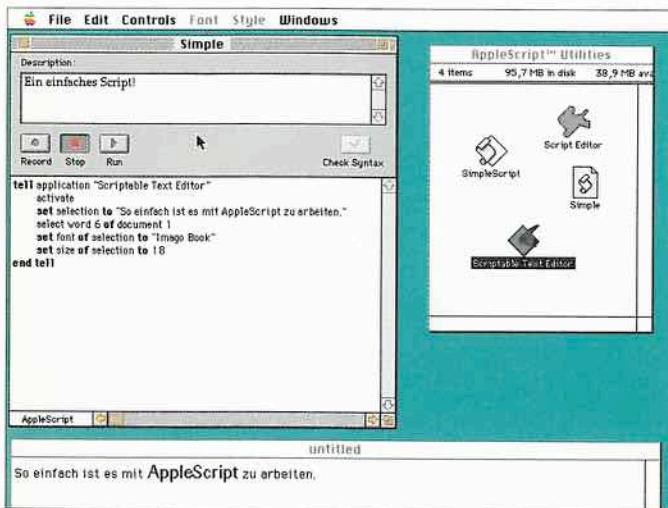 File Edit Controls Font Style Windows
Simple
Description:
Ein einfaches Script!
Record Stop Run Check Syntax
tell application "Scriptable Text Editor"
activate
set selection to "So einfach ist es mit AppleScript zu arbeiten."
select word 6 of document 1
set font of selection to "Imago Book"
set size of selection to 18
end tell
AppleScript
AppleScript™ Utilities
4 items 95,7 MB in disk 38,9 MB ava
Script Editor
SimpleScript
Simple
Scriptable Text Editor
untitled
So einfach ist es mit AppleScript zu arbeiten.